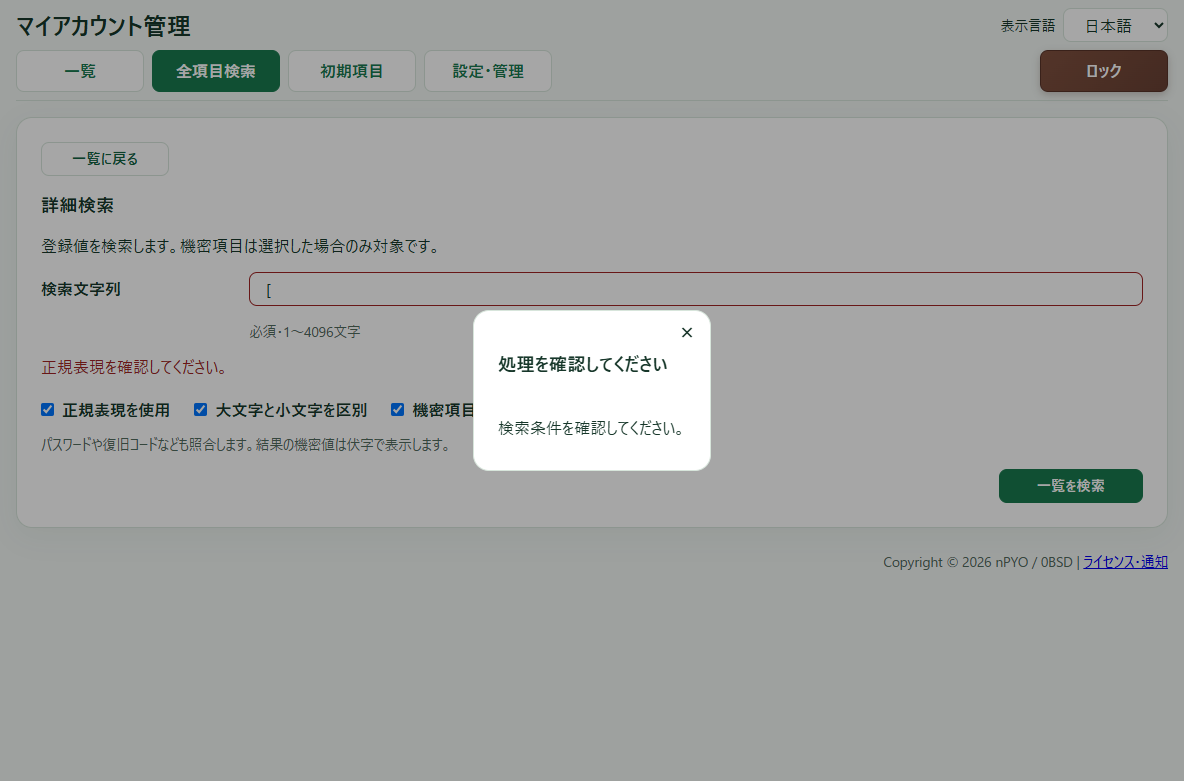 マイアカウント管理
表示言語 日本語
一覧 全項目検索 初期項目 設定・管理 ロック
一覧に戻る
詳細検索
登録値を検索します。機密項目は選択した場合のみ対象です。
検索文字列 [
必須・1～4096文字
正規表現を確認してください。
正規表現を使用 大文字と小文字を区別 機密項目
パスワードや復旧コードなども照合します。結果の機密値は伏字で表示します。
×
処理を確認してください
検索条件を確認してください。
一覧を検索
Copyright © 2026 nPYO / 0BSD | ライセンス・通知